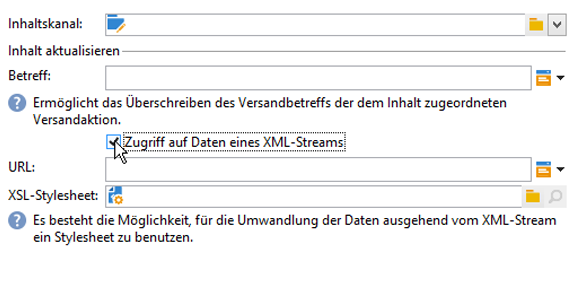 Inhaltskanal:
Inhalt aktualisieren
Betreff:
Ermöglicht das Überschreiben des Versandbetreffs der dem Inhalt zugeordneten
Versandaktion.
Zugriff auf Daten eines XML-Streams
URL:
XSL-Stylesheet:
Es besteht die Möglichkeit, für die Umwandlung der Daten ausgehend vom XML-Stream
ein Stylesheet zu benutzen.